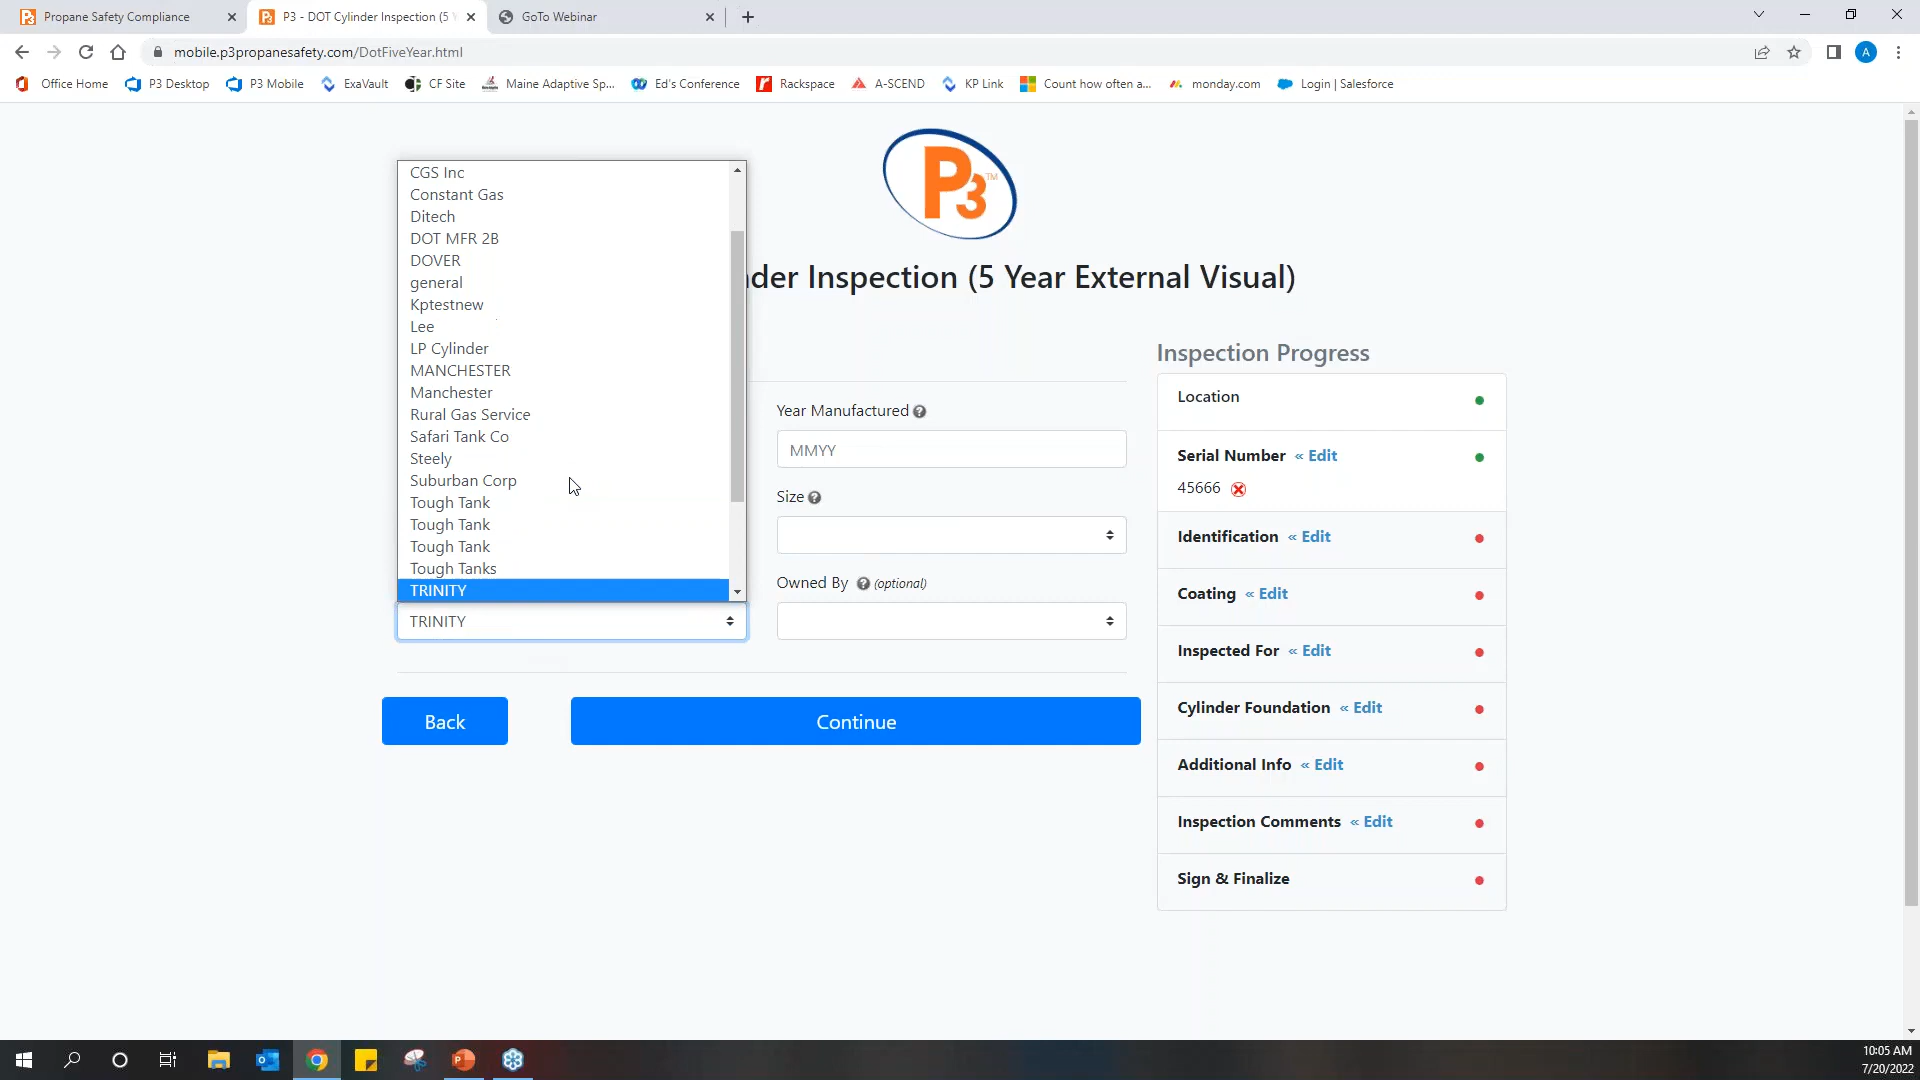 Propane Safety Compliance
P3 - DOT Cylinder Inspection (5 Y
GoTo Webinar
mobile.p3propanesafety.com/DotFiveYear.html
A
Office Home
P3 Desktop
P3 Mobile
ExaVault
CF Site
Maine Adaptive Sp...
Ed's Conference
Rackspace
A-SCEND
KP Link
Count how often a...
monday.com
Login | Salesforce
P3™
nder Inspection (5 Year External Visual)
CGS Inc
Constant Gas
Ditech
DOT MFR 2B
DOVER
general
Kptestnew
Lee
LP Cylinder
MANCHESTER
Manchester
Rural Gas Service
Safari Tank Co
Steely
Suburban Corp
Tough Tank
Tough Tank
Tough Tank
Tough Tanks
TRINITY
TRINITY
Year Manufactured ?
MMYY
Size ?
Owned By ? (optional)
Back
Continue
Inspection Progress
Location
Serial Number « Edit
45666
Identification « Edit
Coating « Edit
Inspected For « Edit
Cylinder Foundation « Edit
Additional Info « Edit
Inspection Comments « Edit
Sign & Finalize
10:05 AM
7/20/2022